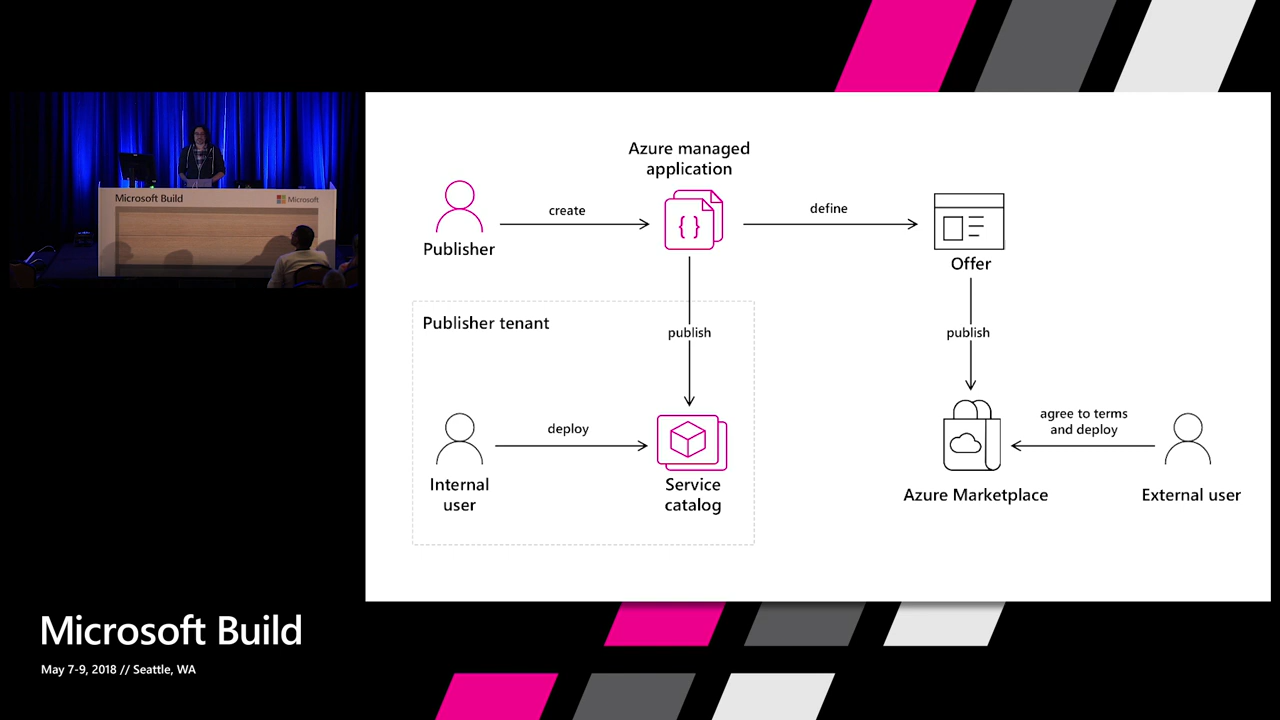 Microsoft Build
Microsoft
Azure managed
application
create
define
Publisher
Offer
Publisher tenant
publish
publish
deploy
agree to terms
and deploy
Internal
user
Service
catalog
Azure Marketplace
External user
Microsoft Build
May 7-9, 2018 // Seattle, WA